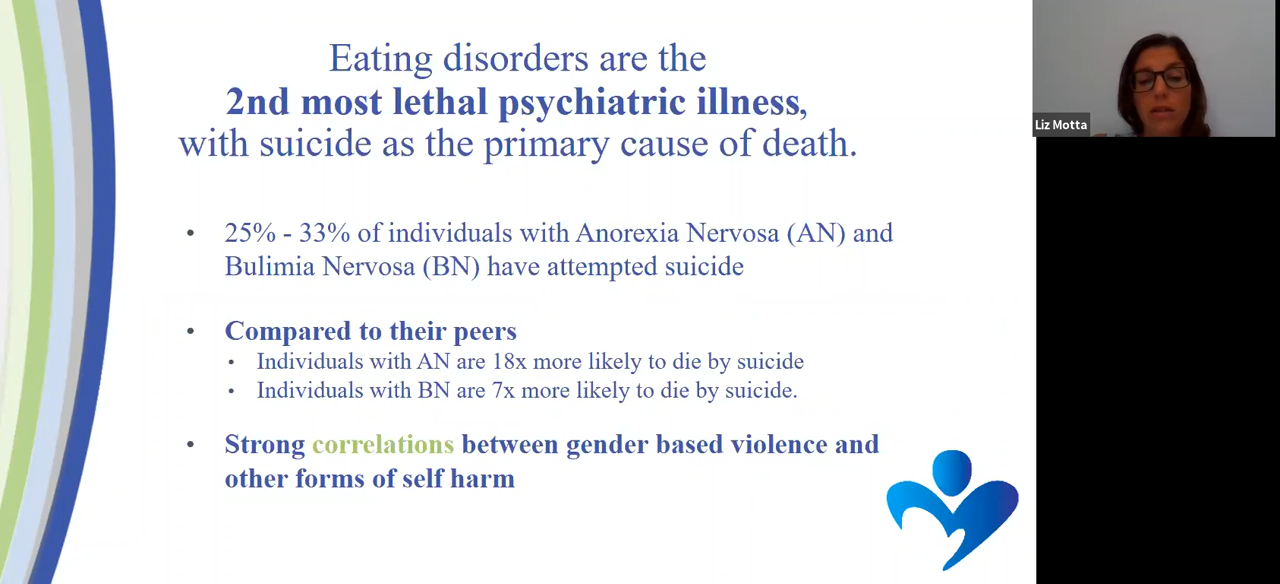 Eating disorders are the
2nd most lethal psychiatric illness,
with suicide as the primary cause of death.
• 25% - 33% of individuals with Anorexia Nervosa (AN) and
Bulimia Nervosa (BN) have attempted suicide
• Compared to their peers
• Individuals with AN are 18x more likely to die by suicide
• Individuals with BN are 7x more likely to die by suicide.
• Strong correlations between gender based violence and
other forms of self harm
Liz Motta